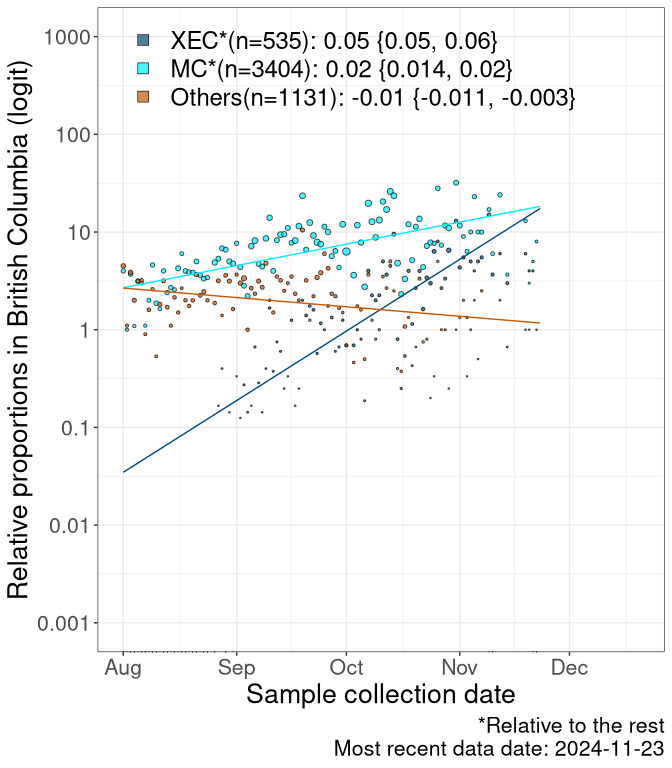 XEC*(n=535): 0.05 {0.05, 0.06}
MC*(n=3404): 0.02 {0.014, 0.02}
Others(n=1131): -0.01 {-0.011, -0.003}
Relative proportions in British Columbia (logit)
1000
100
10
1
0.1
0.01
0.001
Aug Sep Oct Nov Dec
Sample collection date
*Relative to the rest
Most recent data date: 2024-11-23